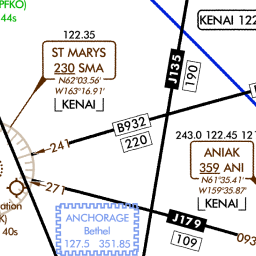 PFKO)
44s
122.35
ST MARYS
230 SMA
N62°03.56'
W163°16.91'
KENAI
KENAI 122
J135
190
B932
220
241
271
243.0 122.45 12
ANIAK
359 ANI
N61°35.41'
W159°35.87'
KENAI
ANCHORAGE
Bethel
127.5 351.85
J179
109
093
ation
K)
40s